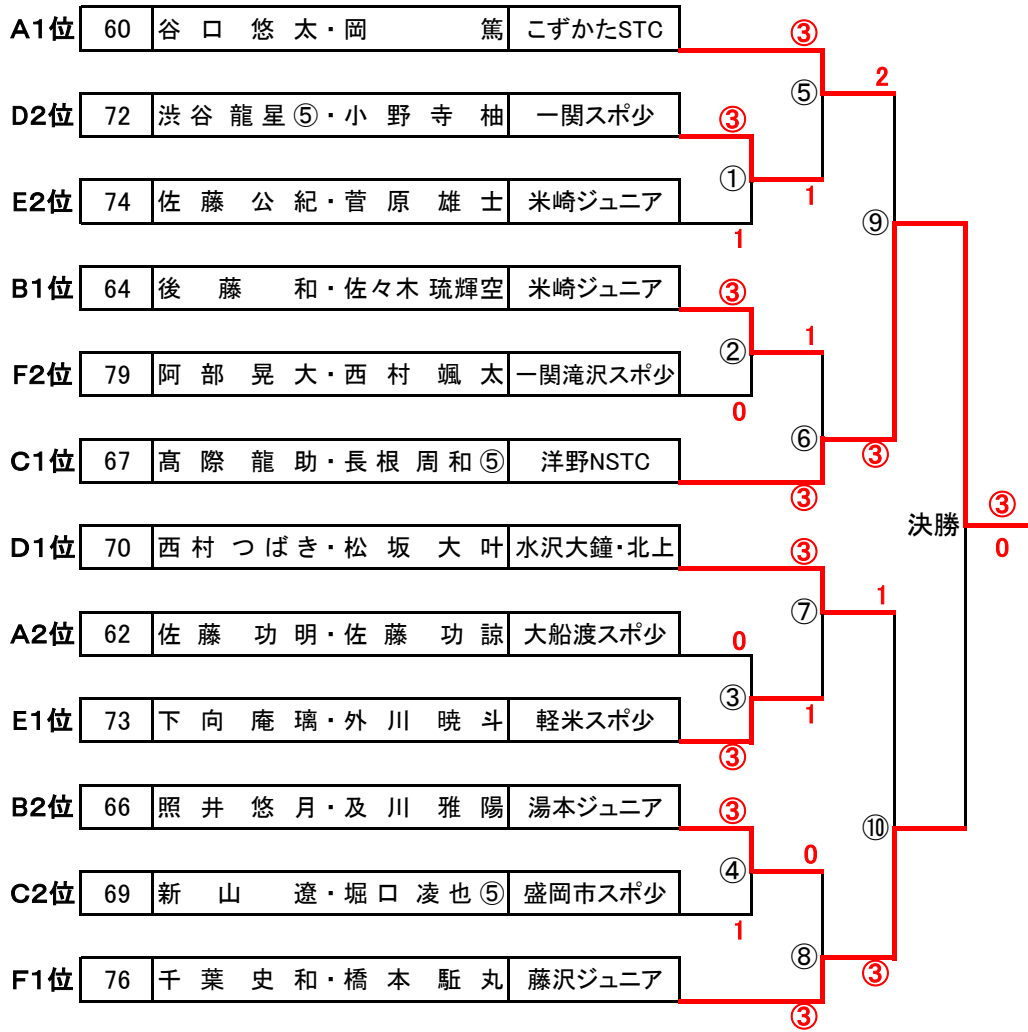 A1位 60 谷口悠太・岡篤 こずかたSTC
③
2
⑤
D2位 72 渋谷龍星⑤・小野寺柚 一関スポ少
③
①
1
E2位 74 佐藤公紀・菅原雄士 米崎ジュニア
1
⑨
B1位 64 後藤和・佐々木琉輝空 米崎ジュニア
③
1
②
F2位 79 阿部晃大・西村颯太 一関滝沢スポ少
0
⑥
③
C1位 67 髙際龍助・長根周和⑤ 洋野NSTC
③
決勝
③
0
D1位 70 西村つばき・松坂大叶 水沢大鐘・北上
③
1
⑦
A2位 62 佐藤功明・佐藤功諒 大船渡スポ少
0
③
1
E1位 73 下向庵璃・外川暁斗 軽米スポ少
③
B2位 66 照井悠月・及川雅陽 湯本ジュニア
③
⑩
0
④
C2位 69 新山遼・堀口凌也⑤ 盛岡市スポ少
1
⑧
③
F1位 76 千葉史和・橋本駈丸 藤沢ジュニア
③